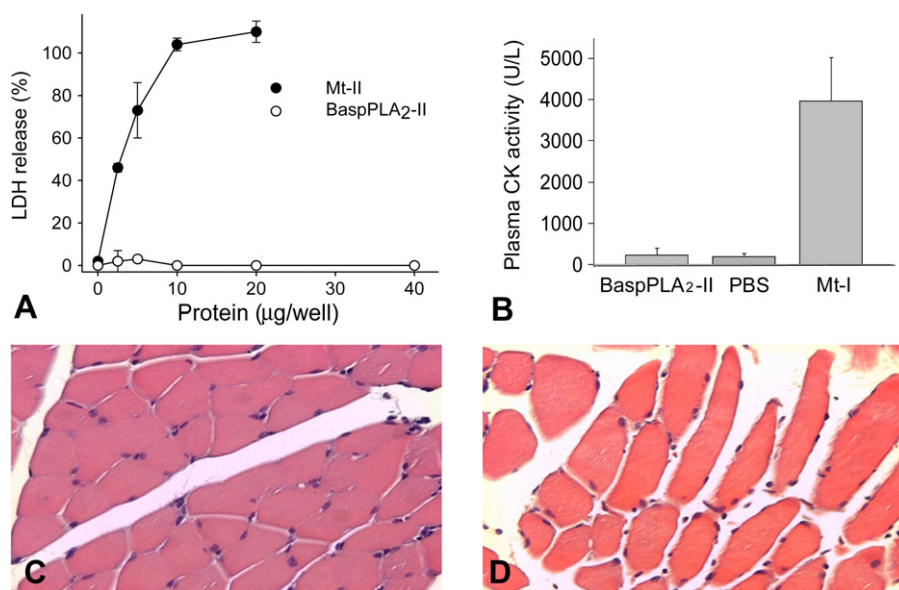 LDH release (%)
100
80
60
40
20
0
Mt-II
BaspPLA2-II
0 10 20 30 40
Protein (μg/well)
A
B
Plasma CK activity (U/L)
5000
4000
3000
2000
1000
0
BaspPLA2-II PBS Mt-I
C
D